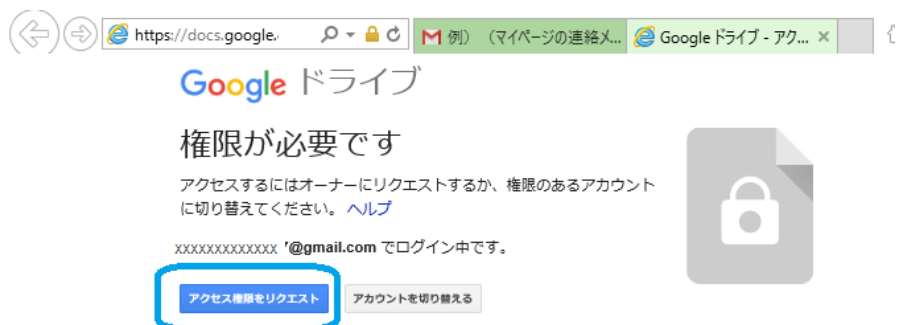 https://docs.google.
M 例) (マイページの連絡メ...
Google ドライブ - アク... ×
Google ドライブ
権限が必要です
アクセスするにはオーナーにリクエストするか、権限のあるアカウント
に切り替えてください。 ヘルプ
xxxxxxxxxxxxx '@gmail.com でログイン中です。
アクセス権限をリクエスト
アカウントを切り替える